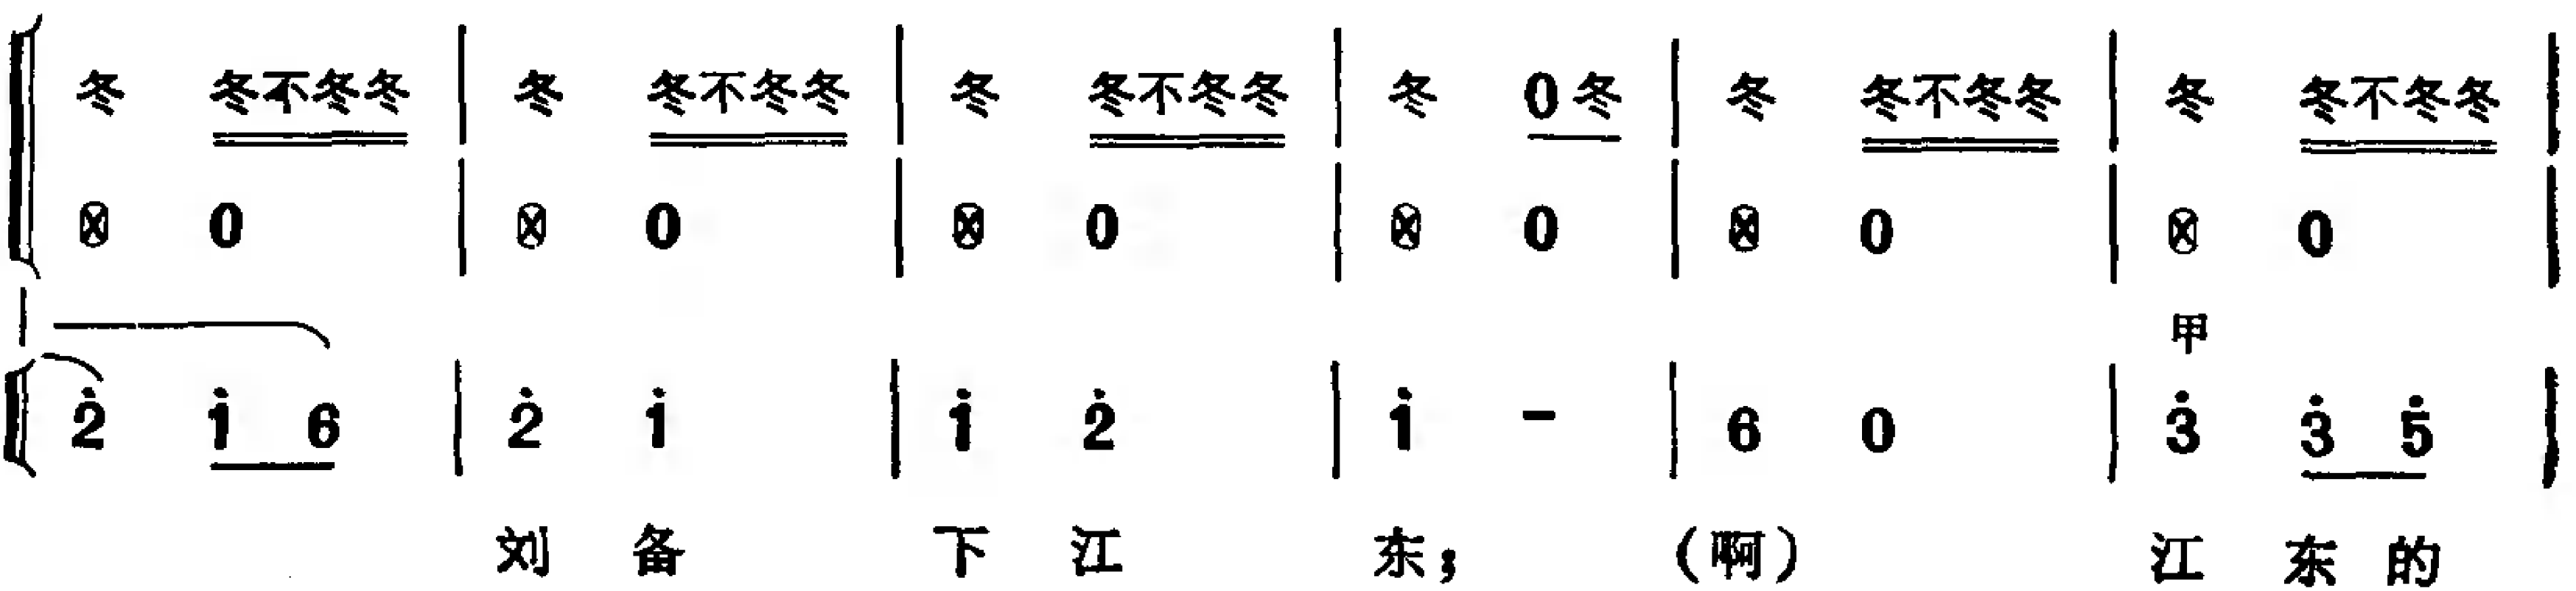 冬 冬不冬冬 | 冬 冬不冬冬 | 冬 冬不冬冬 | 冬 0冬 | 冬 冬不冬冬 | 冬 冬不冬冬 |
ⓧ 0 | ⓧ 0 | ⓧ 0 | ⓧ 0 | ⓧ 0 | ⓧ 0 |
甲
2̇ 1̇ 6 | 2̇ 1̇ | 1̇ 2̇ | 1̇ - | 6 0 | 3̇ 3̇ 5̇ |
刘 备 下 江 东； （啊） 江 东 的